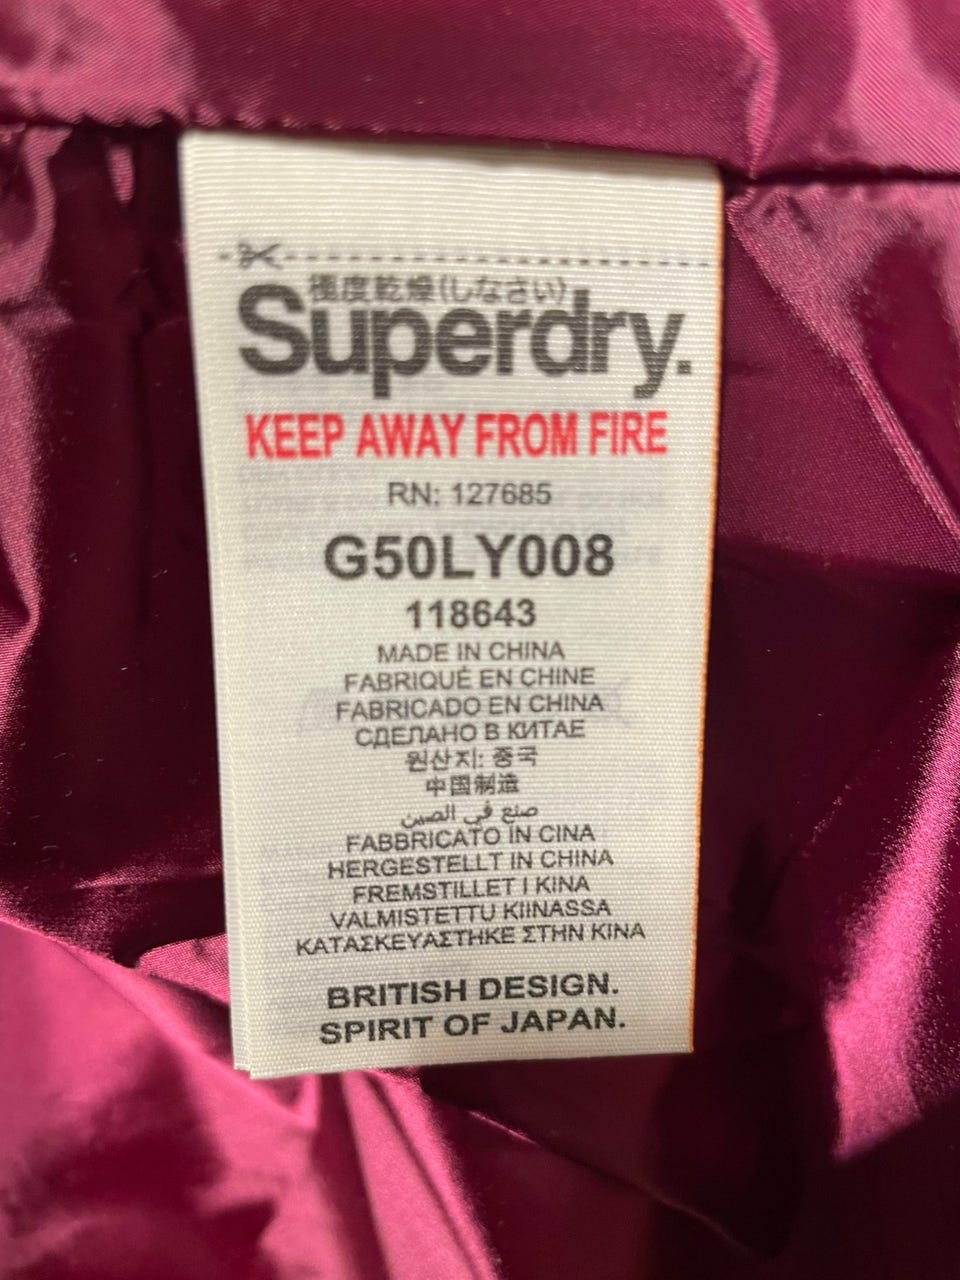 極度乾燥(しなさい)
Superdry.
KEEP AWAY FROM FIRE
RN: 127685
G50LY008
118643
MADE IN CHINA
FABRIQUÉ EN CHINE
FABRICADO EN CHINA
СДЕЛАНО В КИТАЕ
원산지: 중국
中国制造
صنع في الصين
FABBRICATO IN CINA
HERGESTELLT IN CHINA
FREMSTILLET I KINA
VALMISTETTU KIINASSA
ΚΑΤΑΣΚΕΥΑΣΤΗΚΕ ΣΤΗΝ ΚΙΝΑ
BRITISH DESIGN.
SPIRIT OF JAPAN.